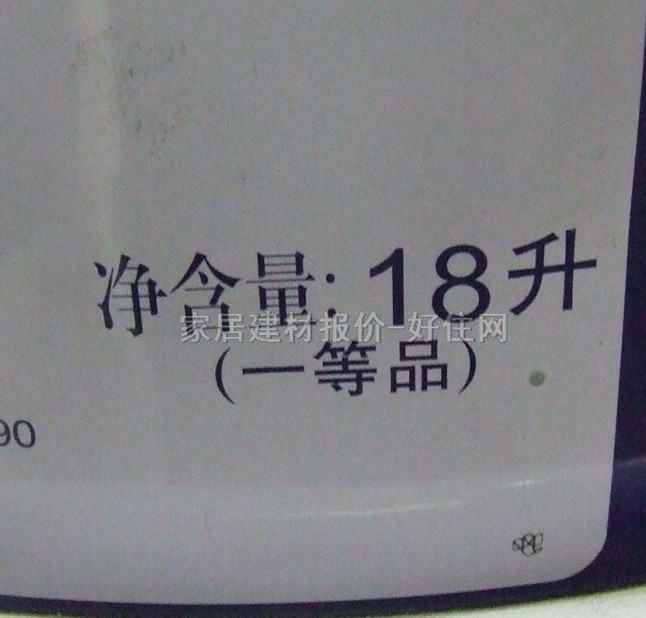 净含量:18升
家居建材报价-好住网
(一等品)
90